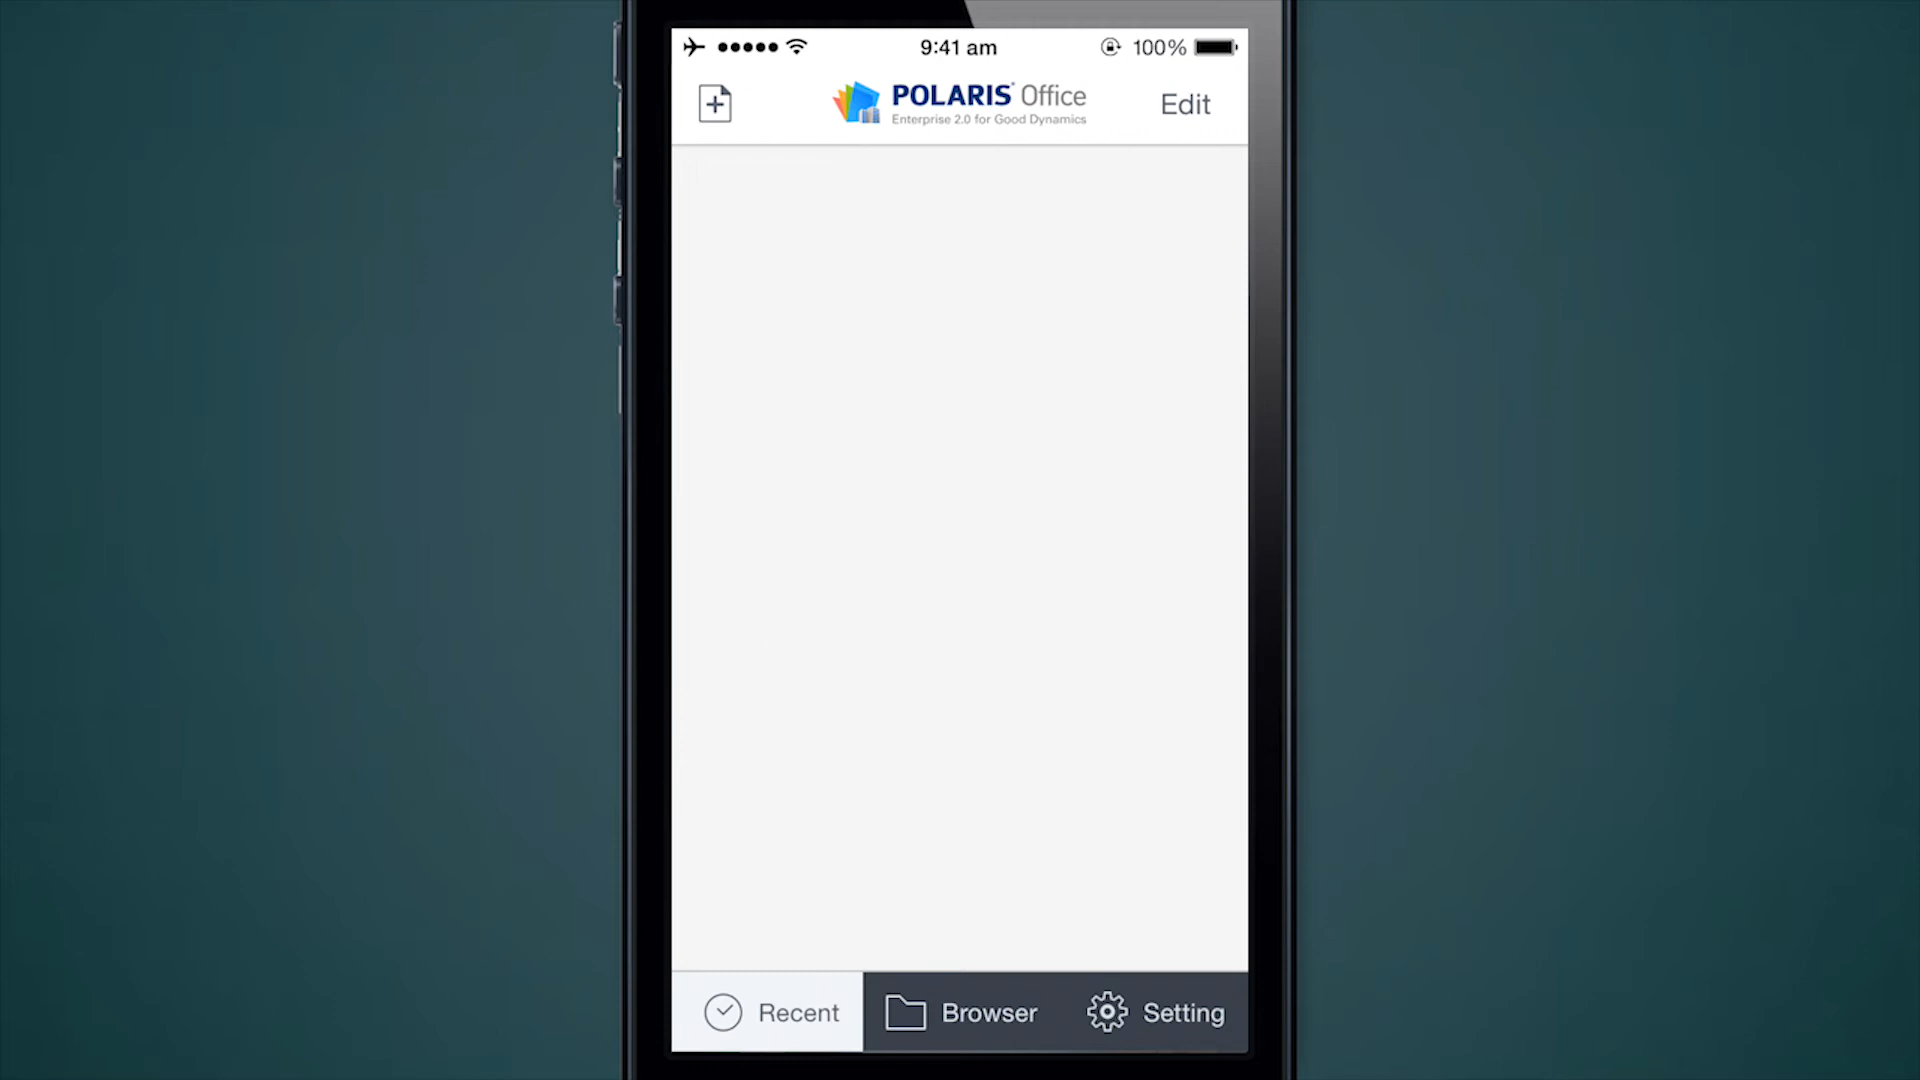 9:41 am
100%
POLARIS Office
Edit
Enterprise 2.0 for Good Dynamics
Recent
Browser
Setting